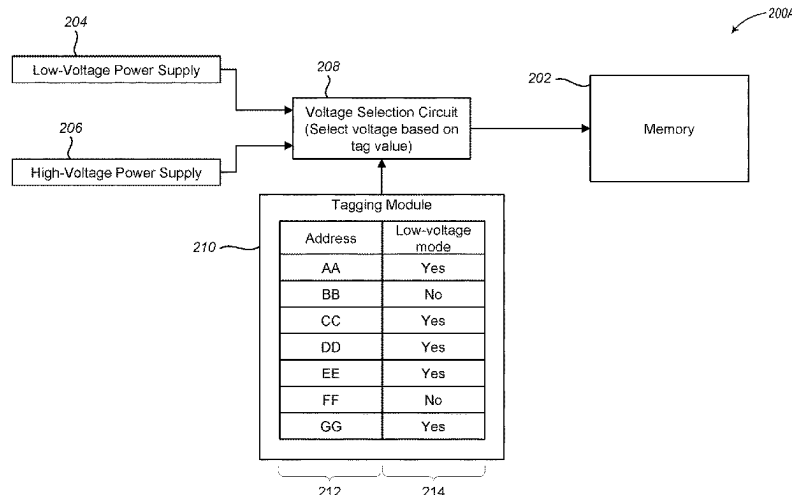 200A
204
Low-Voltage Power Supply
206
High-Voltage Power Supply
208
Voltage Selection Circuit
(Select voltage based on
tag value)
202
Memory
210
Tagging Module
Address Low-voltage mode
AA Yes
BB No
CC Yes
DD Yes
EE Yes
FF No
GG Yes
212 214